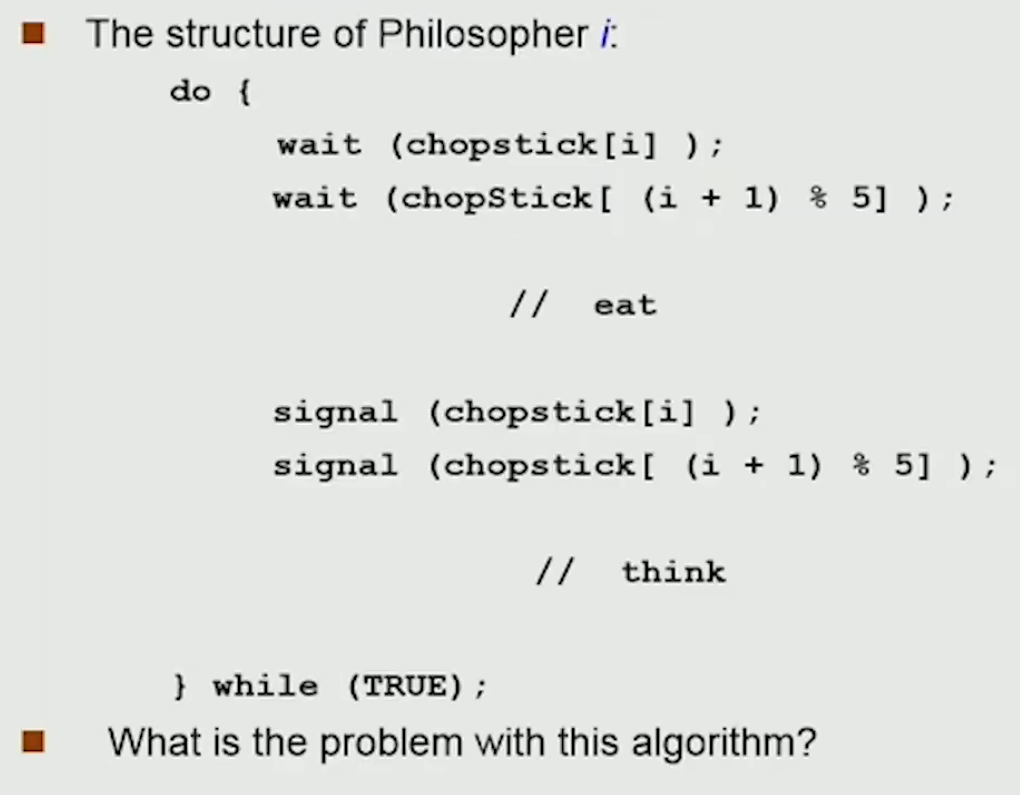 The structure of Philosopher i:
do {
wait (chopstick[i] );
wait (chopStick[ (i + 1) % 5] );
// eat
signal (chopstick[i] );
signal (chopstick[ (i + 1) % 5] );
// think
} while (TRUE);
What is the problem with this algorithm?